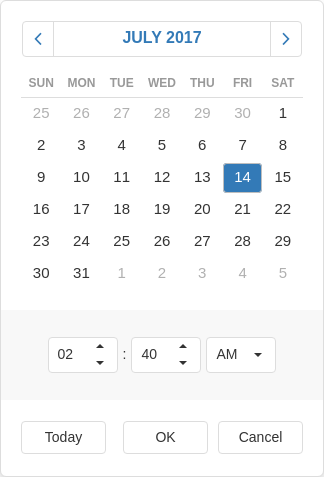 JULY 2017
SUN MON TUE WED THU FRI SAT
25 26 27 28 29 30 1
2 3 4 5 6 7 8
9 10 11 12 13 14 15
16 17 18 19 20 21 22
23 24 25 26 27 28 29
30 31 1 2 3 4 5
02 : 40 AM
Today OK Cancel